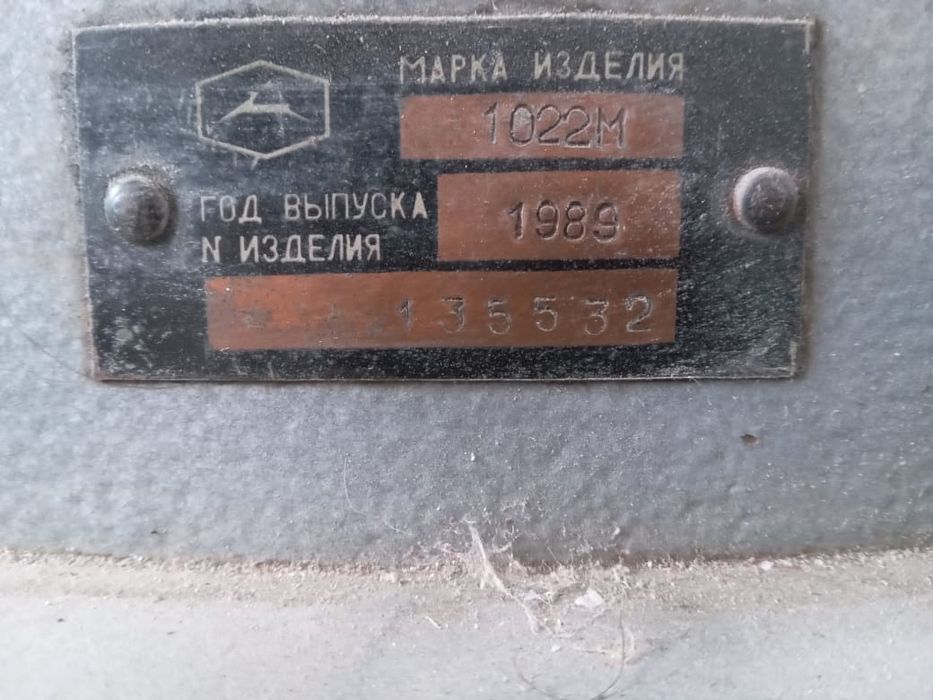 МАРКА ИЗДЕЛИЯ
1022М
ГОД ВЫПУСКА
1989
N ИЗДЕЛИЯ
135532